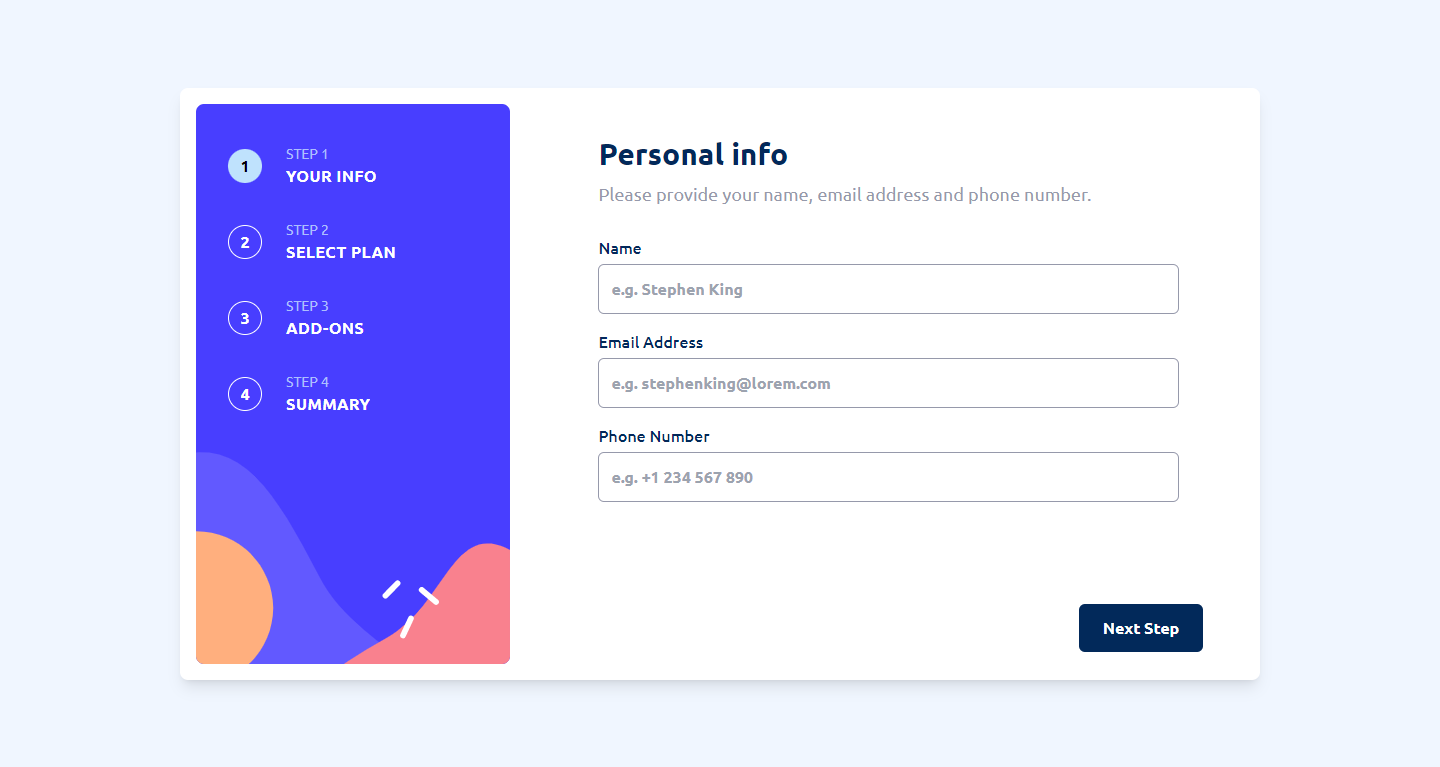 1
STEP 1
YOUR INFO
2
STEP 2
SELECT PLAN
3
STEP 3
ADD-ONS
4
STEP 4
SUMMARY
Personal info
Please provide your name, email address and phone number.
Name
e.g. Stephen King
Email Address
e.g. stephenking@lorem.com
Phone Number
e.g. +1 234 567 890
Next Step